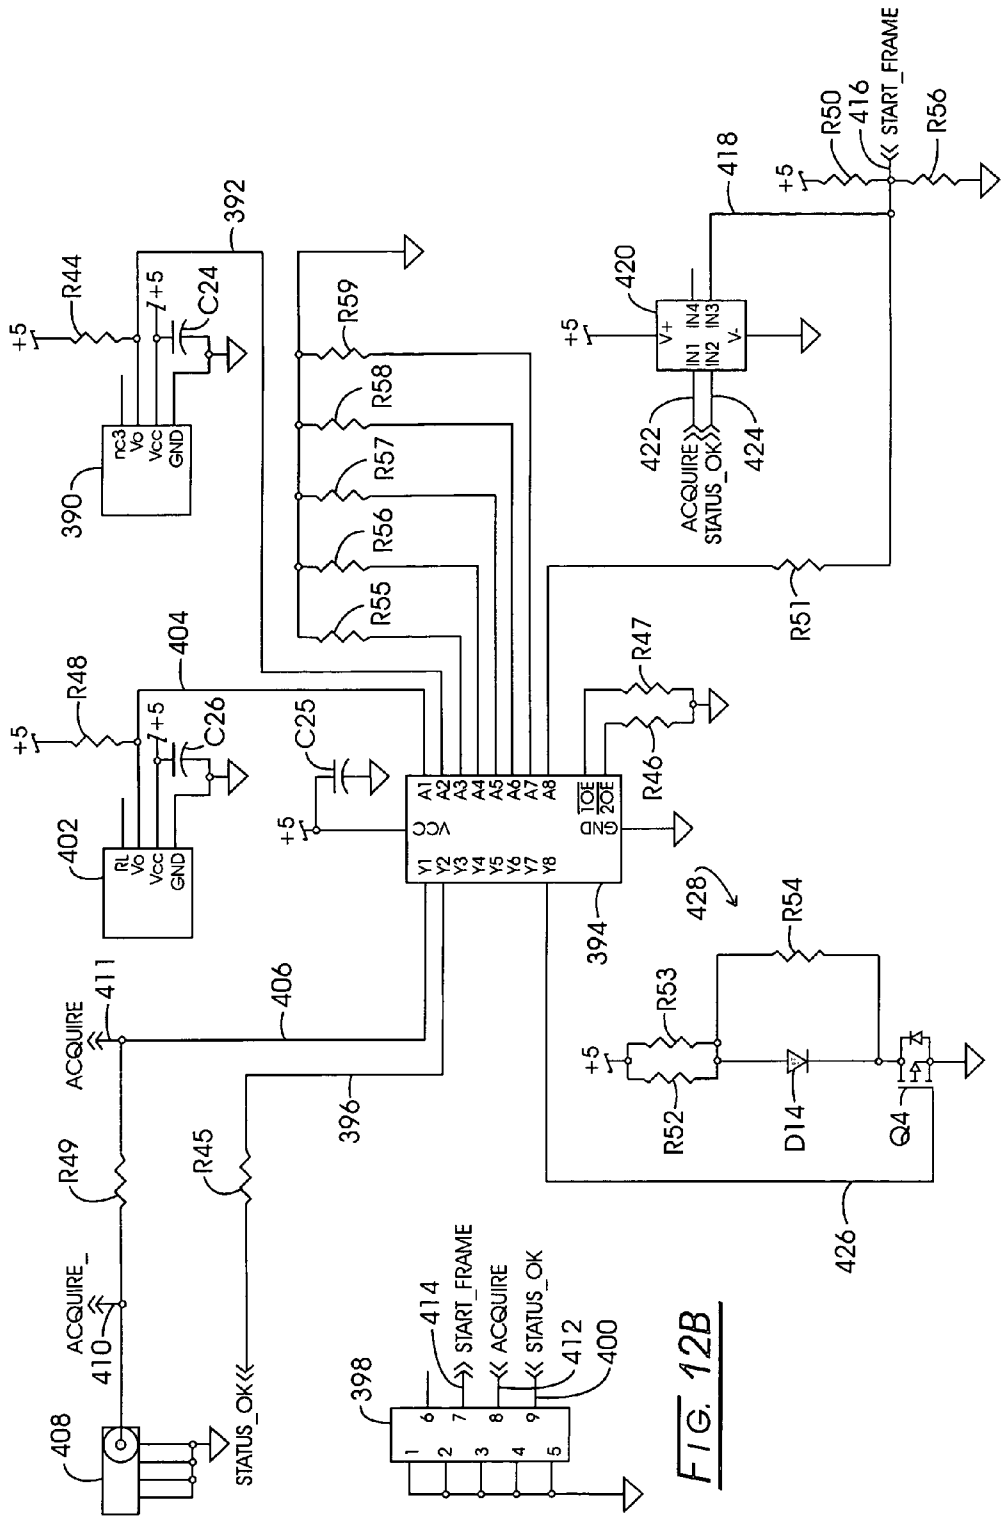 408
410
ACQUIRE_
R49
ACQUIRE
411
402
RL
Vo
Vcc
GND
+5
R48
+5
C26
404
390
nc3
Vo
Vcc
GND
+5
R44
+5
C24
392
STATUS_OK
R45
396
406
+5
C25
R55
R56
R57
R58
R59
398
1
2
3
4
5
6
7
8
9
414
START_FRAME
ACQUIRE
STATUS_OK
412
400
VCC
Y1
Y2
Y3
Y4
Y5
Y6
Y7
Y8
A1
A2
A3
A4
A5
A6
A7
A8
1OE
2OE
GND
394
R46
R47
426
+5
R52
R53
D14
R54
Q4
428
R51
ACQUIRE
STATUS_OK
422
424
+5
V+
IN1
IN2
IN4
IN3
V-
420
418
+5
R50
416
START_FRAME
R56
FIG. 12B